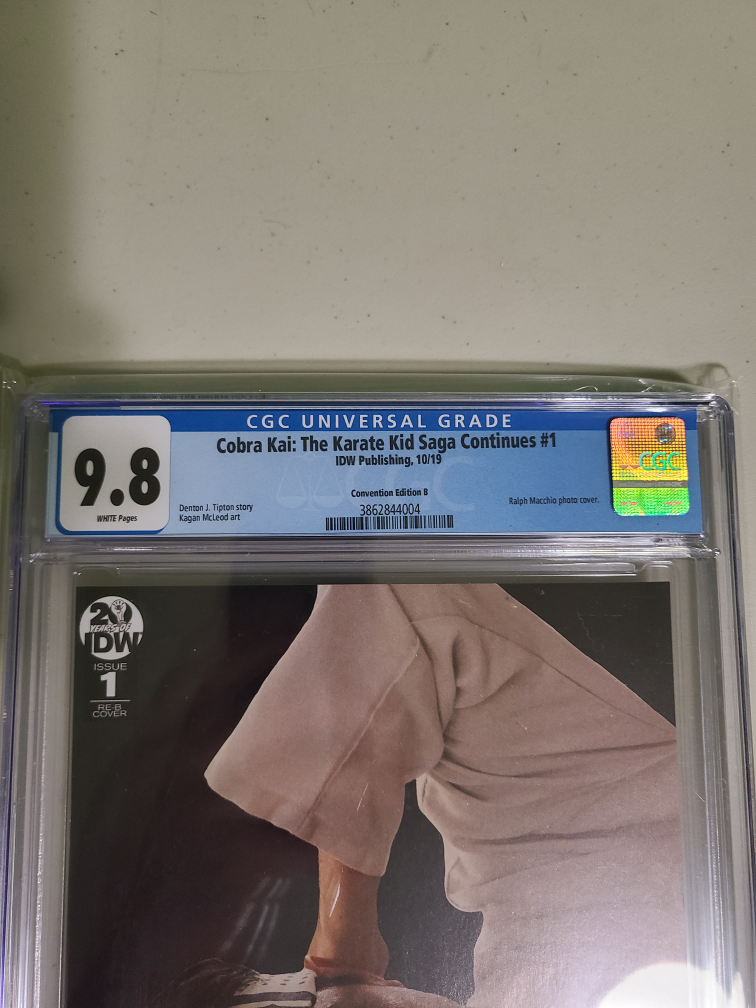 CGC UNIVERSAL GRADE
9.8
WHITE Pages
Cobra Kai: The Karate Kid Saga Continues #1
IDW Publishing, 10/19
Convention Edition B
Denton J. Tipton story
Kagan McLeod art
3862844004
Ralph Macchio photo cover.
CGC
CGC
20
YEARS OF
IDW
ISSUE
1
RE-B
COVER